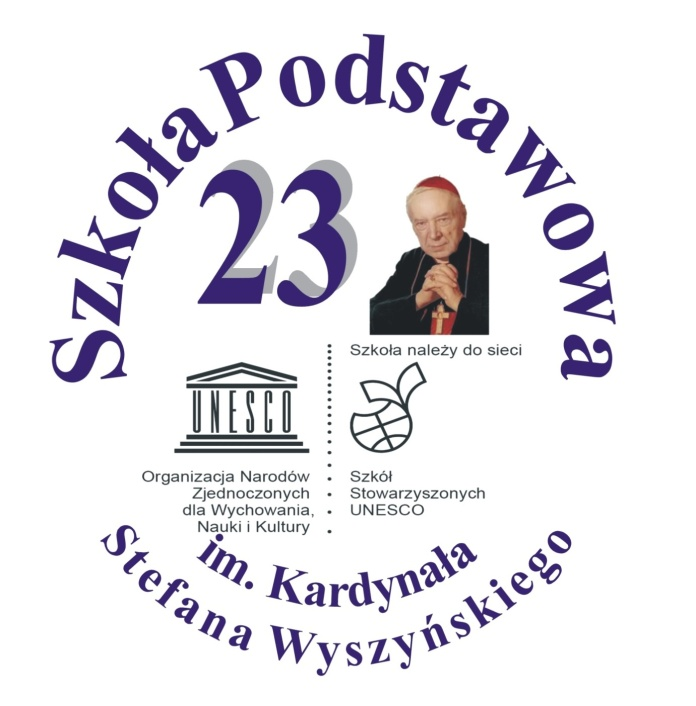 Szkoła Podstawowa
23
Szkoła należy do sieci
UNESCO
Organizacja Narodów
Zjednoczonych
dla Wychowania,
Nauki i Kultury
Szkół
Stowarzyszonych
UNESCO
im. Kardynała
Stefana Wyszyńskiego